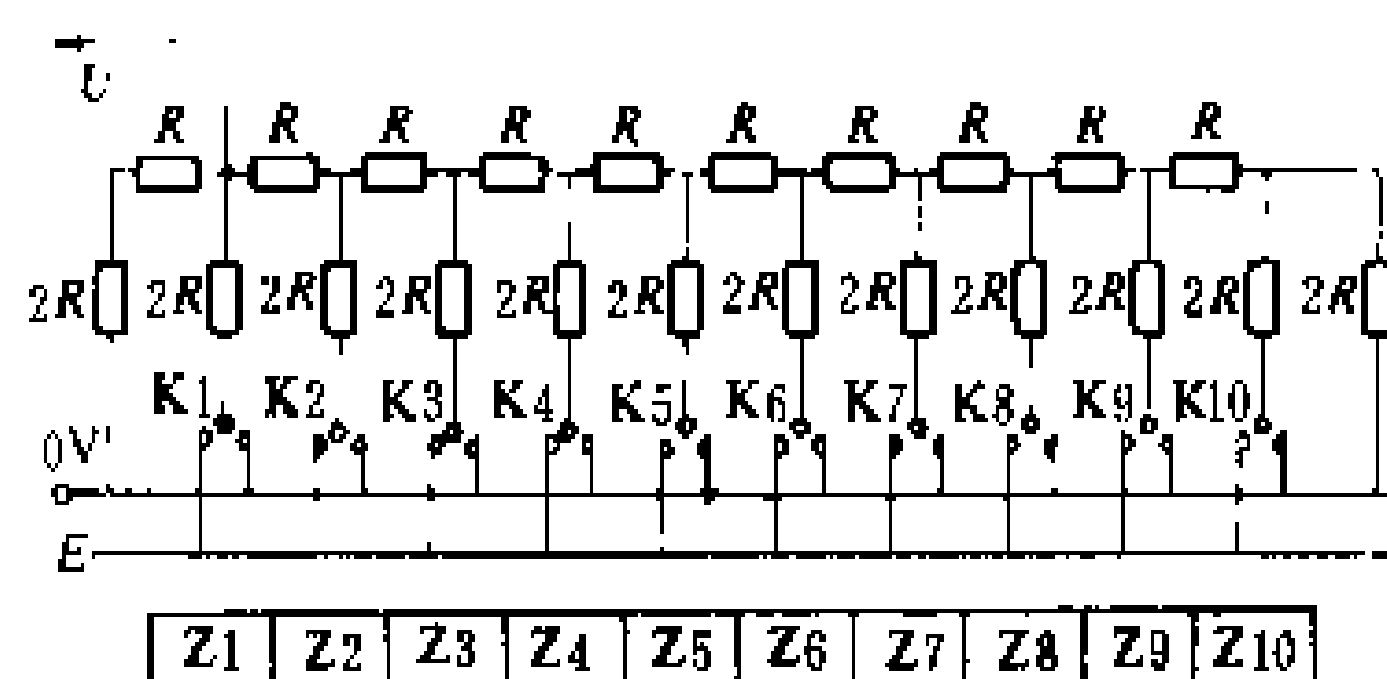 U
R R R R R R R R R R
2R 2R 2R 2R 2R 2R 2R 2R 2R 2R 2R 2R
K1 K2 K3 K4 K5 K6 K7 K8 K9 K10
0V
E
Z1 Z2 Z3 Z4 Z5 Z6 Z7 Z8 Z9 Z10